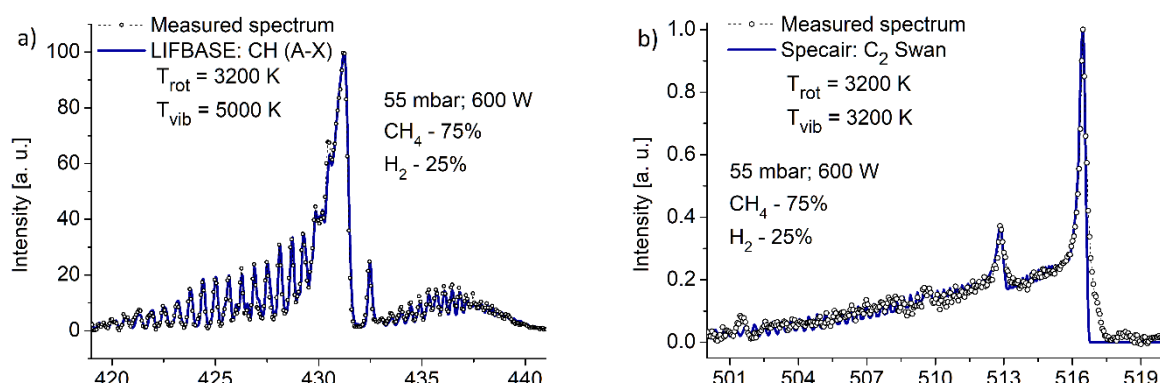 a)
Measured spectrum
LIFBASE: CH (A-X)
T_rot = 3200 K
T_vib = 5000 K
55 mbar; 600 W
CH_4 - 75%
H_2 - 25%
Intensity [a. u.]
100
80
60
40
20
0
420 425 430 435 440
b)
Measured spectrum
Specair: C_2 Swan
T_rot = 3200 K
T_vib = 3200 K
55 mbar; 600 W
CH_4 - 75%
H_2 - 25%
Intensity [a. u.]
1.0
0.8
0.6
0.4
0.2
0.0
501 504 507 510 513 516 519